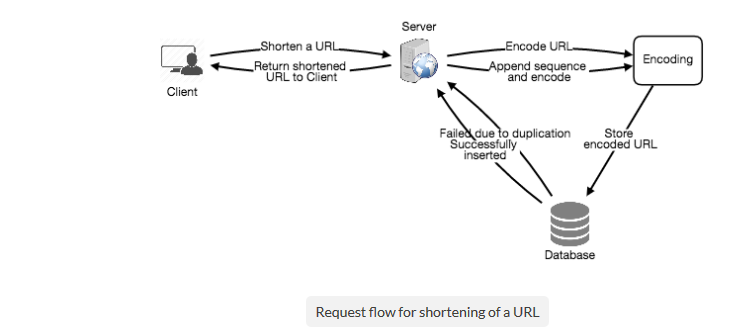 Server
Shorten a URL
Return shortened
URL to Client
Client
Encode URL
Append sequence
and encode
Encoding
Failed due to duplication
Successfully
inserted
Store
encoded URL
Database
Request flow for shortening of a URL